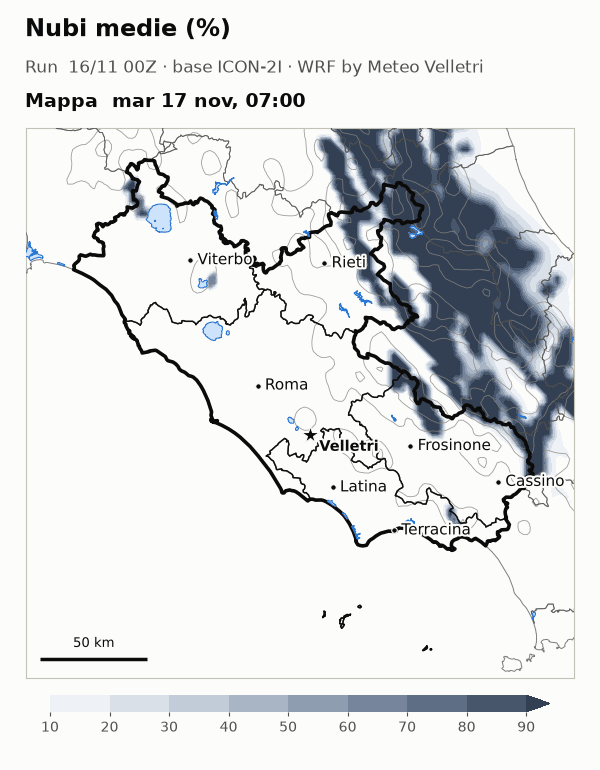 Nubi medie (%)
Run 16/11 00Z · base ICON-2I · WRF by Meteo Velletri
Mappa mar 17 nov, 07:00
Viterbo
Rieti
Roma
Velletri
Frosinone
Latina
Cassino
Terracina
50 km
10 20 30 40 50 60 70 80 90